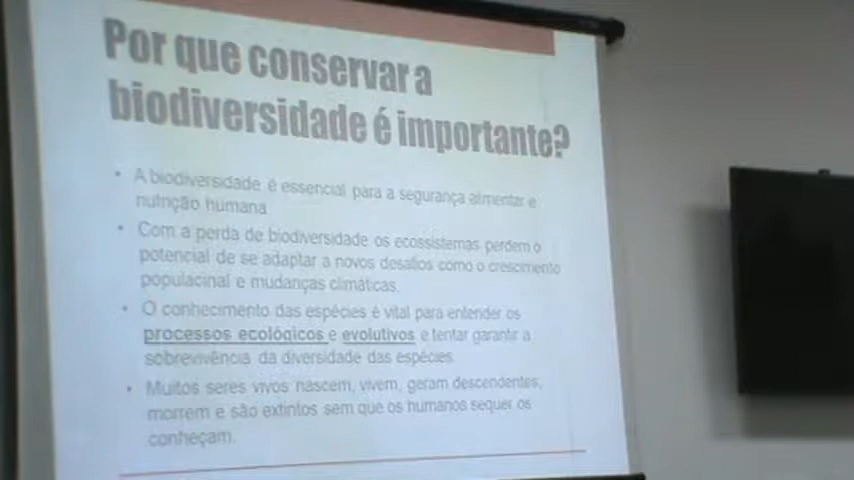 Por que conservar a
biodiversidade é importante?
• A biodiversidade é essencial para a segurança alimentar e
nutrição humana
• Com a perda de biodiversidade os ecossistemas perdem o
potencial de se adaptar a novos desafios como o crescimento
populacinal e mudanças climáticas.
• O conhecimento das espécies é vital para entender os
processos ecológicos e evolutivos e tentar garantir a
sobrevivência da diversidade das espécies.
• Muitos seres vivos nascem, vivem, geram descendentes,
morrem e são extintos sem que os humanos sequer os
conheçam.